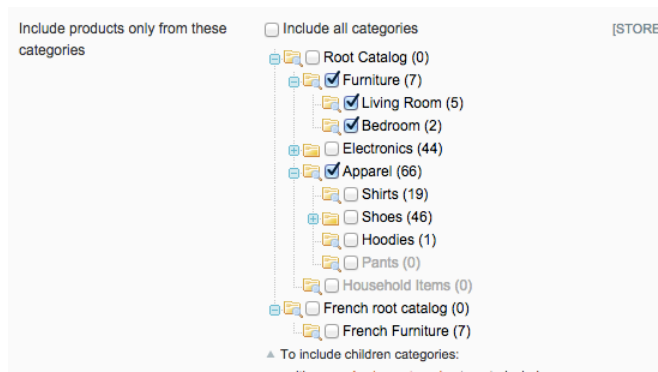 Include products only from these
categories
Include all categories
[STORE
Root Catalog (0)
Furniture (7)
Living Room (5)
Bedroom (2)
Electronics (44)
Apparel (66)
Shirts (19)
Shoes (46)
Hoodies (1)
Pants (0)
Household Items (0)
French root catalog (0)
French Furniture (7)
To include children categories: